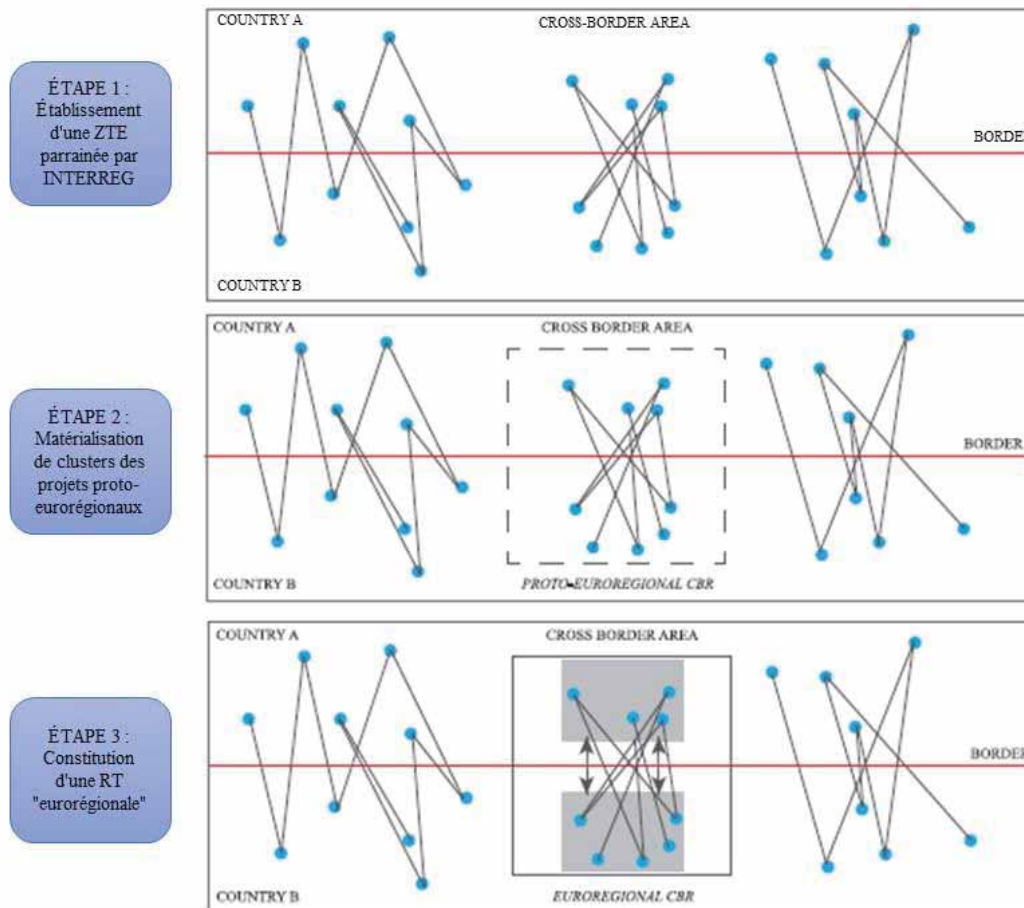 ÉTAPE 1 :
Établissement
d'une ZTE
parrainée par
INTERREG
COUNTRY A
CROSS-BORDER AREA
BORDER
COUNTRY B
ÉTAPE 2 :
Matérialisation
de clusters des
projets proto-
eurorégionaux
COUNTRY A
CROSS BORDER AREA
BORDER
COUNTRY B
PROTO-EUROREGIONAL CBR
ÉTAPE 3 :
Constitution
d'une RT
"eurorégionale"
COUNTRY A
CROSS BORDER AREA
BORDER
COUNTRY B
EUROREGIONAL CBR